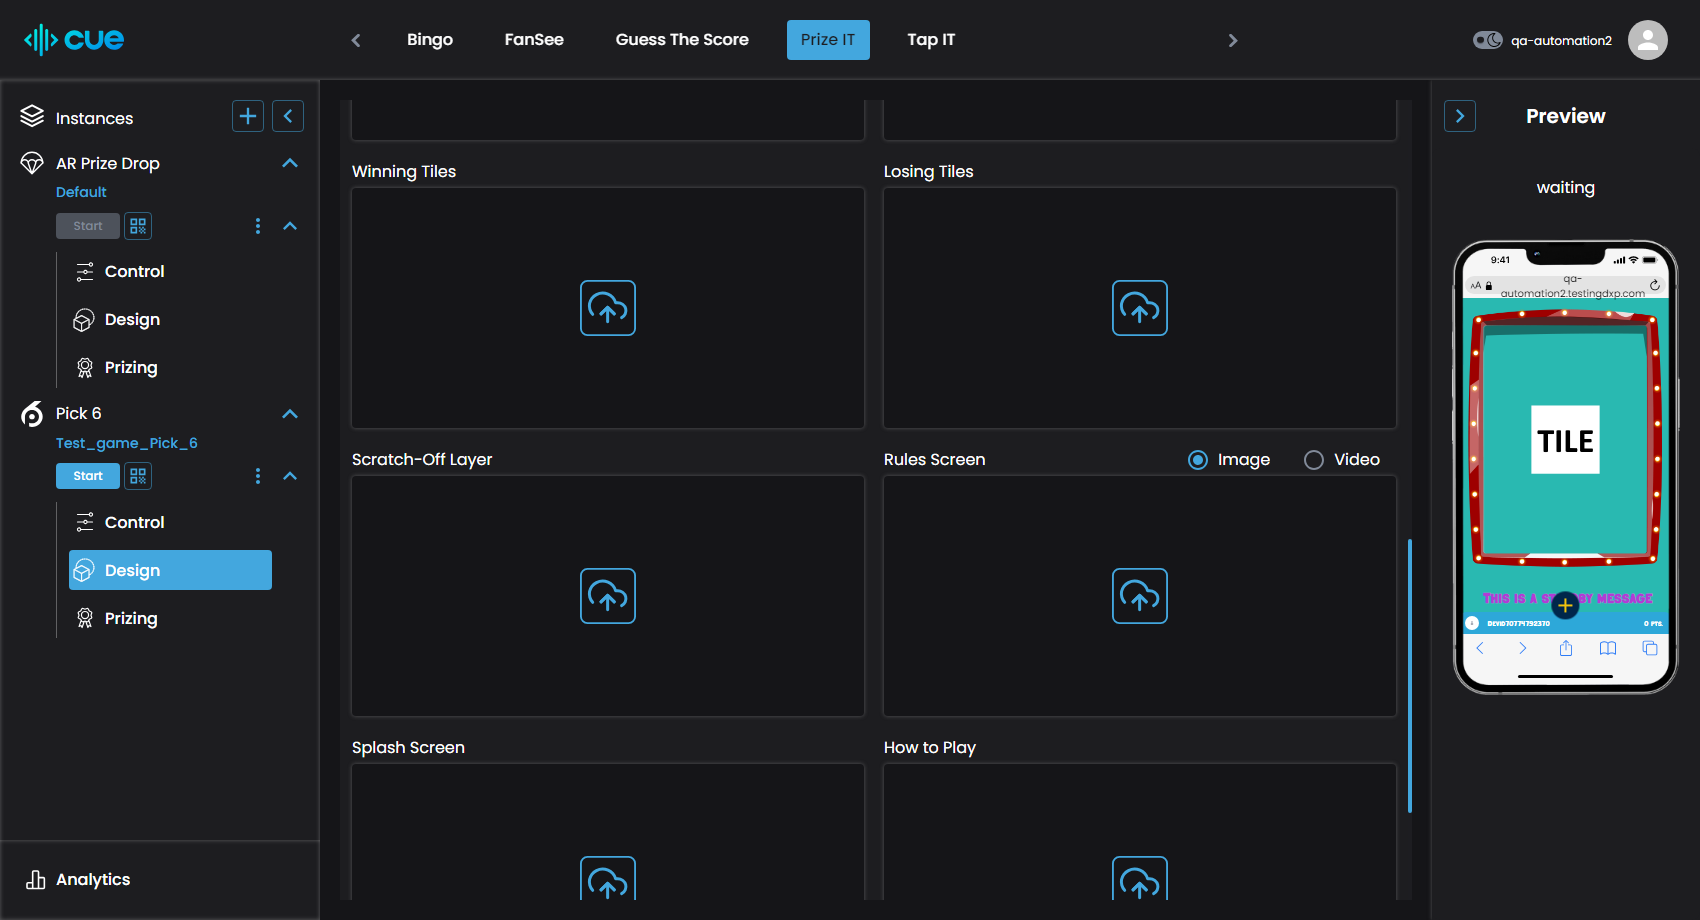 cue
Bingo
FanSee
Guess The Score
Prize IT
Tap IT
qa-automation2
Instances
AR Prize Drop
Default
Start
Control
Design
Prizing
Pick 6
Test_game_Pick_6
Start
Control
Design
Prizing
Analytics
Winning Tiles
Losing Tiles
Scratch-Off Layer
Rules Screen
Image
Video
Splash Screen
How to Play
Preview
waiting
9:41
AA
qa-
automation2.testingdxp.com
TILE
THIS IS A ST BY MESSAGE
0 PTS.